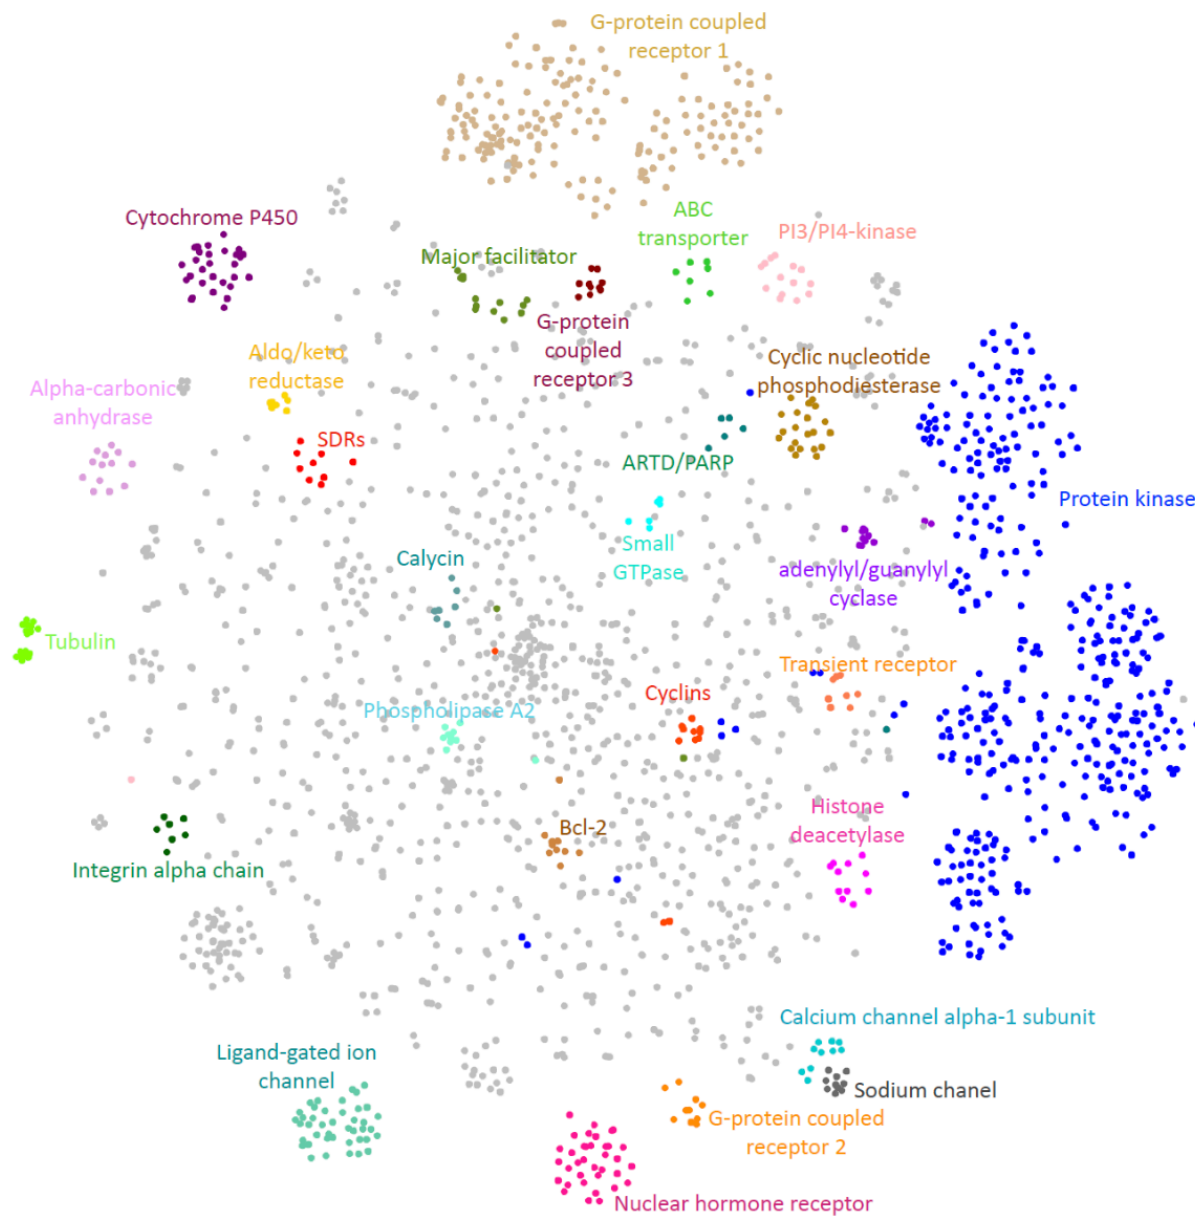 G-protein coupled
receptor 1
Cytochrome P450
ABC
transporter
PI3/PI4-kinase
Major facilitator
G-protein
coupled
receptor 3
Aldo/keto
reductase
Cyclic nucleotide
phosphodiesterase
Alpha-carbonic
anhydrase
SDRs
ARTD/PARP
Protein kinase
Small
GTPase
Calycin
adenylyl/guanylyl
cyclase
Tubulin
Transient receptor
Cyclins
Phospholipase A2
Histone
deacetylase
Bcl-2
Integrin alpha chain
Calcium channel alpha-1 subunit
Ligand-gated ion
channel
Sodium chanel
G-protein coupled
receptor 2
Nuclear hormone receptor